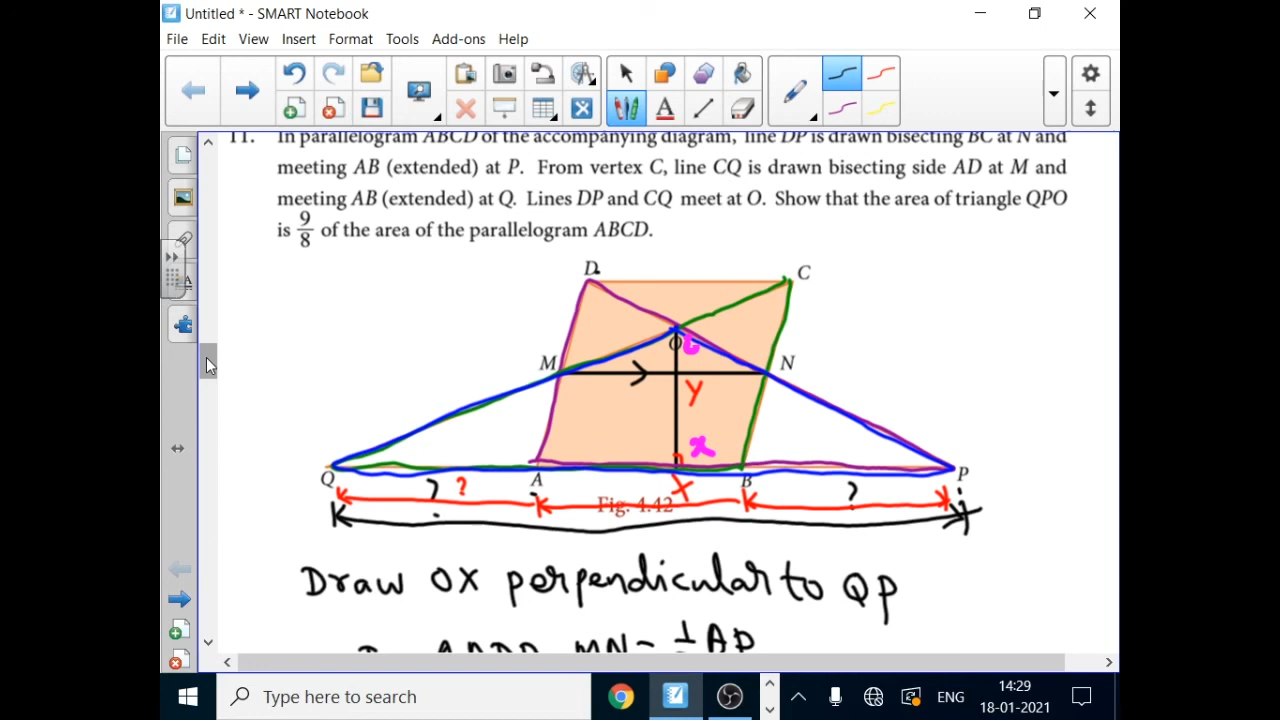 Untitled * - SMART Notebook
File Edit View Insert Format Tools Add-ons Help
11. In parallelogram ABCD of the accompanying diagram, line DP is drawn bisecting BC at N and
meeting AB (extended) at P. From vertex C, line CQ is drawn bisecting side AD at M and
meeting AB (extended) at Q. Lines DP and CQ meet at O. Show that the area of triangle QPO
is 9/8 of the area of the parallelogram ABCD.
D C
O
M N
Y
x
Q A X B P
? ? ?
Fig. 4.42
Draw OX perpendicular to QP
MN = 1
Type here to search
ENG
14:29
18-01-2021